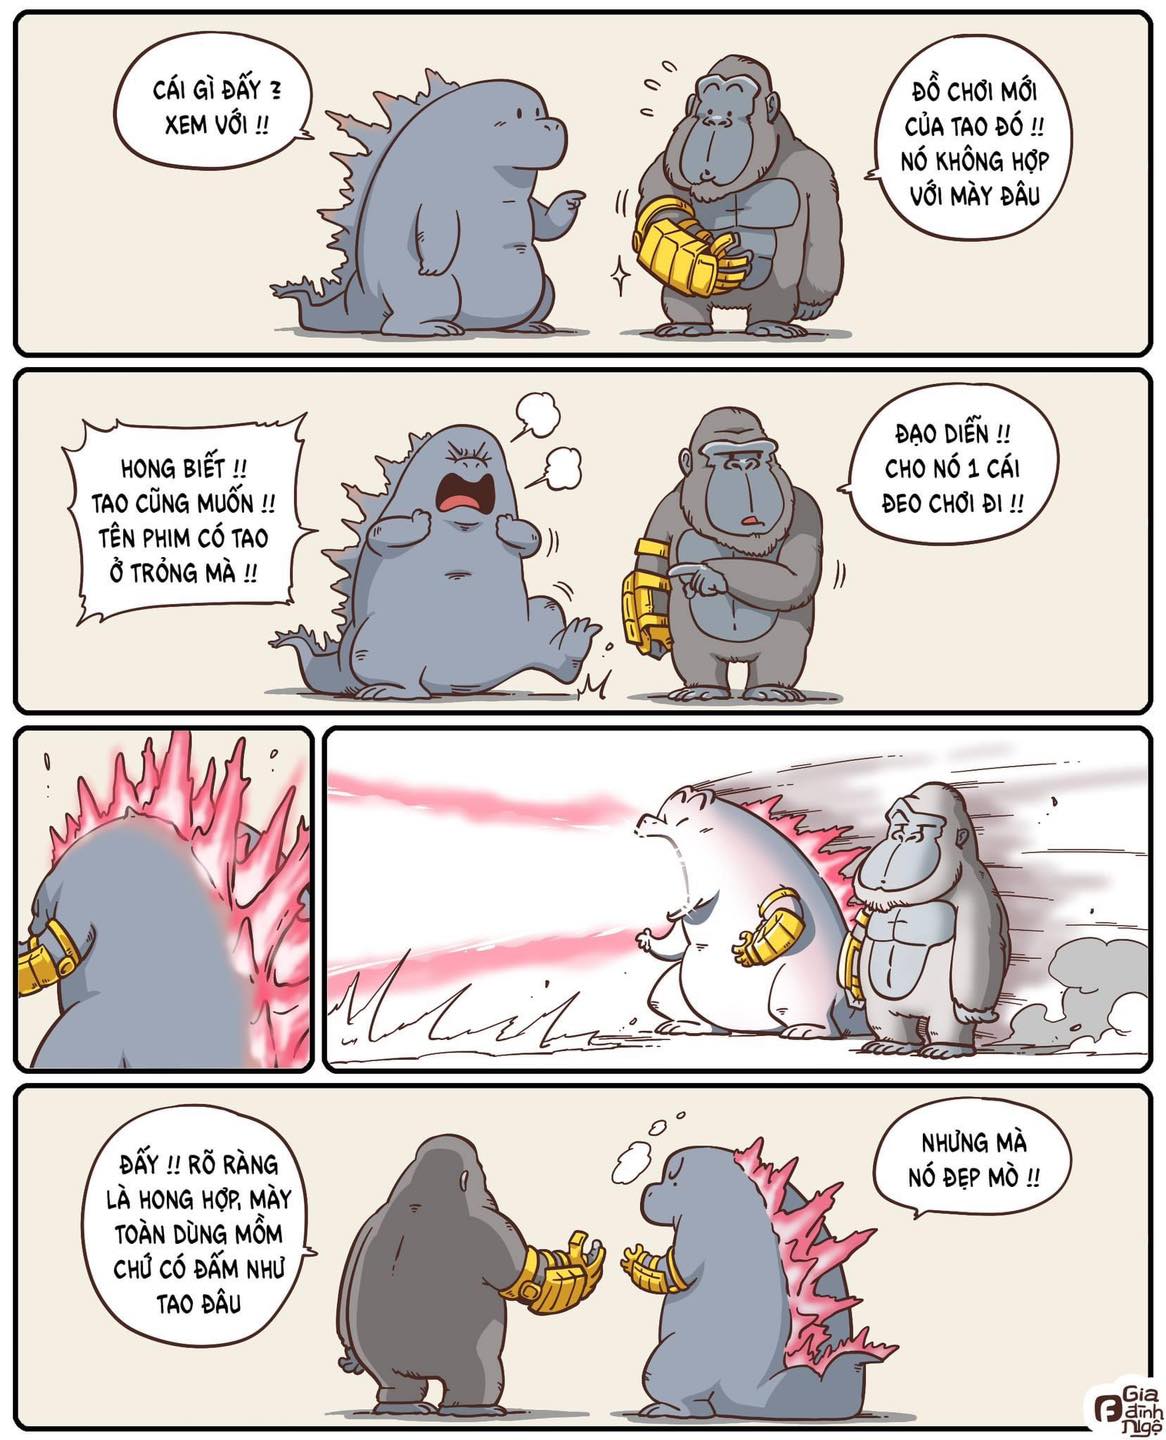 CÁI GÌ ĐẤY ?
XEM VỚI !!
ĐỒ CHƠI MỚI
CỦA TAO ĐÓ !!
NÓ KHÔNG HỢP
VỚI MÀY ĐÂU
HONG BIẾT !!
TAO CŨNG MUỐN !!
TÊN PHIM CÓ TAO
Ở TRỎNG MÀ !!
ĐẠO DIỄN !!
CHO NÓ 1 CÁI
ĐEO CHƠI ĐI !!
ĐẤY !! RÕ RÀNG
LÀ HONG HỢP, MÀY
TOÀN DÙNG MỒM
CHỨ CÓ ĐẤM NHƯ
TAO ĐÂU
NHƯNG MÀ
NÓ ĐẸP MÒ !!
Gia
đình
Ngộ